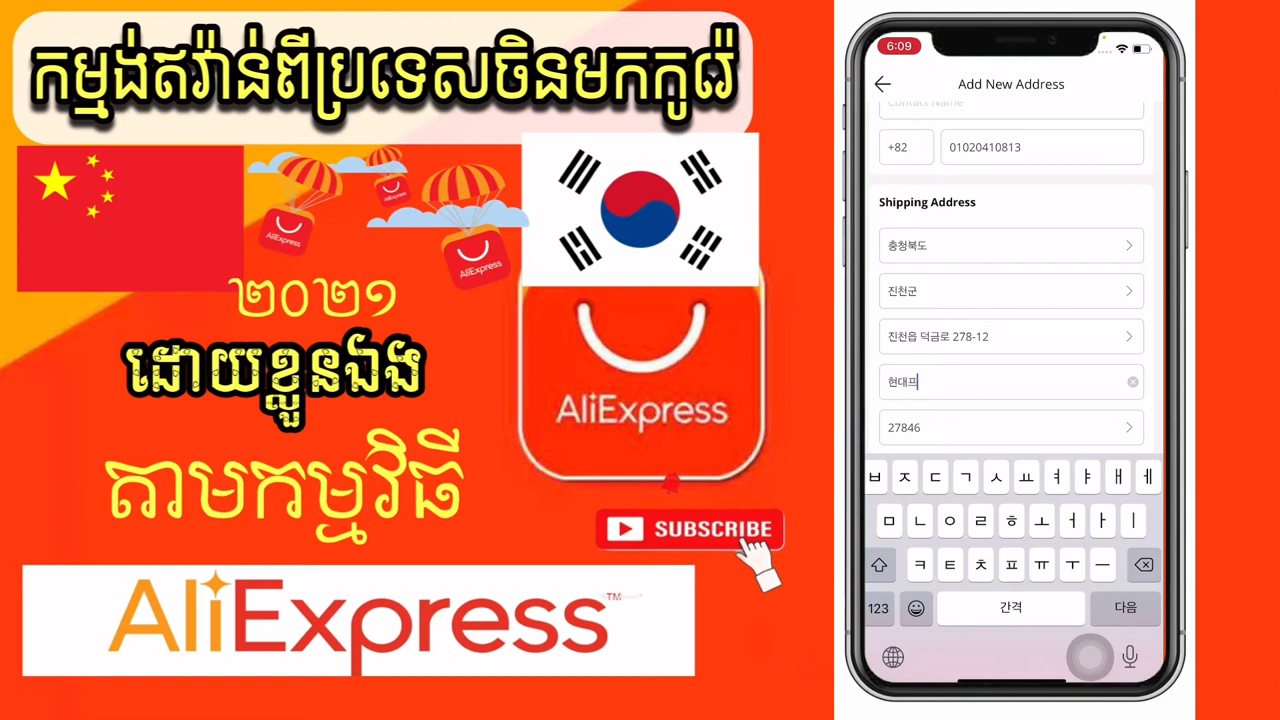 កម្មង់ឥវ៉ាន់ពីប្រទេសចិនមកកូរ៉េ
AliExpress
AliExpress
២០២១
ដោយខ្លួនឯង
តាមកម្មវិធី
AliExpress
SUBSCRIBE
AliExpress
TM
6:09
Add New Address
Contact Name
+82
01020410813
Shipping Address
충청북도
진천군
진천읍 덕금로 278-12
현대프
27846
ㅂ ㅈ ㄷ ㄱ ㅅ ㅛ ㅕ ㅑ ㅐ ㅔ
ㅁ ㄴ ㅇ ㄹ ㅎ ㅗ ㅓ ㅏ ㅣ
ㅋ ㅌ ㅊ ㅍ ㅠ ㅜ ㅡ
123 간격 다음